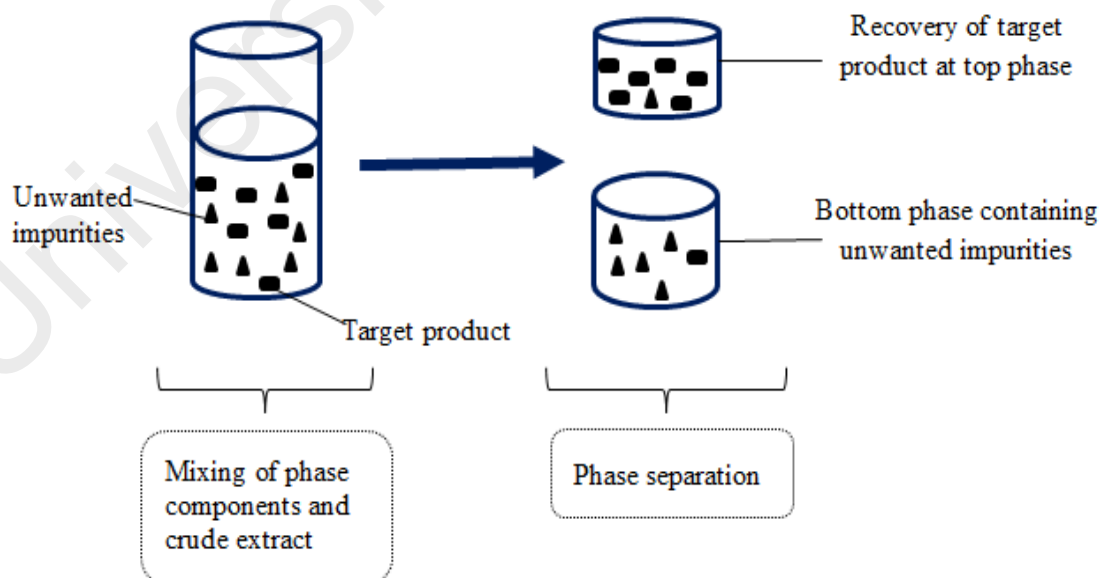 Recovery of target
product at top phase
Unwanted
impurities
Bottom phase containing
unwanted impurities
Target product
Mixing of phase
components and
crude extract
Phase separation
Universi